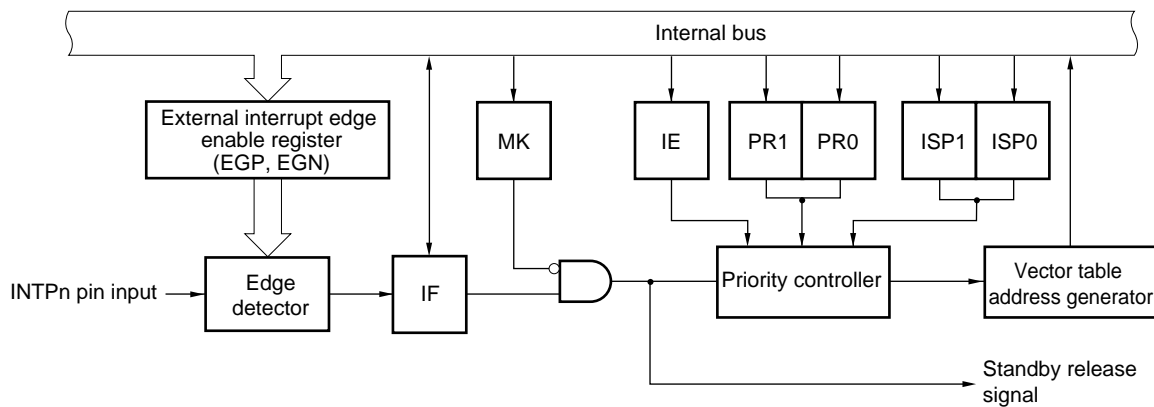 Internal bus
External interrupt edge
enable register
(EGP, EGN)
MK
IE
PR1
PR0
ISP1
ISP0
INTPn pin input
Edge
detector
IF
Priority controller
Vector table
address generator
Standby release
signal